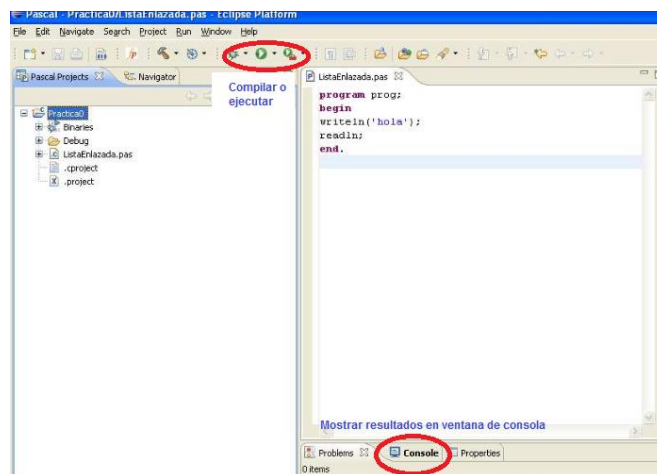 Pascal - Practica0/ListaEnlazada.pas - Eclipse Platform
File Edit Navigate Search Project Run Window Help
Pascal Projects Navigator
Compilar o
ejecutar
Practica0
Binaries
Debug
ListaEnlazada.pas
.cproject
.project
ListaEnlazada.pas
program prog;
begin
writeln('hola');
readln;
end.
Mostrar resultados en ventana de consola
Problems Console Properties
0 items